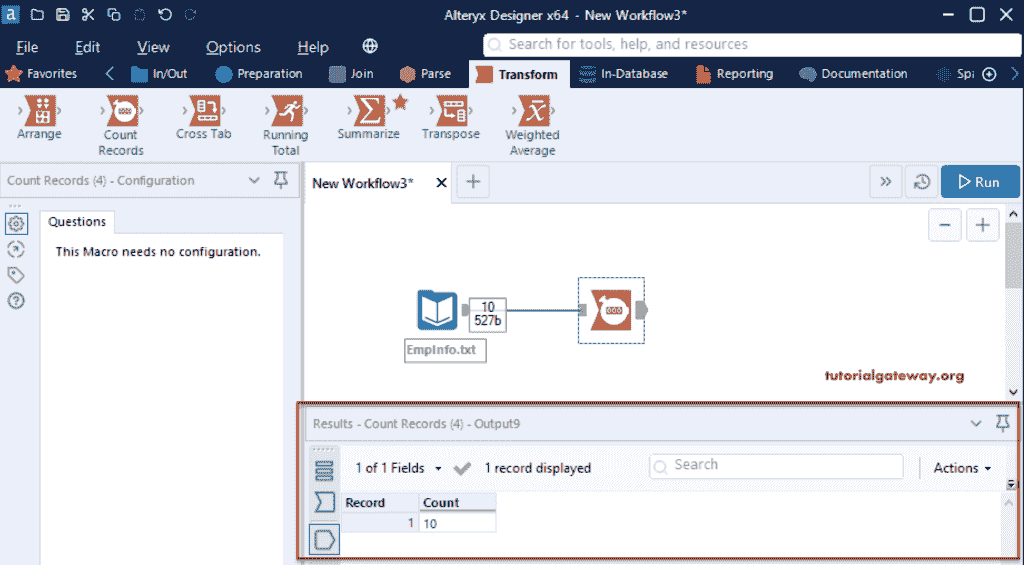 a
Alteryx Designer x64 - New Workflow3*
File Edit View Options Help
Search for tools, help, and resources
Favorites In/Out Preparation Join Parse Transform In-Database Reporting Documentation Spa
Arrange
Count
Records
Cross Tab
Running
Total
Summarize
Transpose
Weighted
Average
Count Records (4) - Configuration
New Workflow3*
Run
Questions
This Macro needs no configuration.
10
527b
EmpInfo.txt
tutorialgateway.org
Results - Count Records (4) - Output9
1 of 1 Fields
1 record displayed
Search
Actions
Record Count
1 10